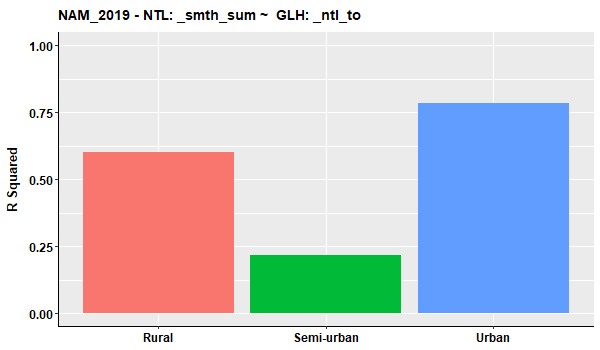 NAM_2019 - NTL: _smth_sum ~  GLH: _ntl_to
1.00
0.75
0.50
0.25
0.00
R Squared
Rural
Semi-urban
Urban